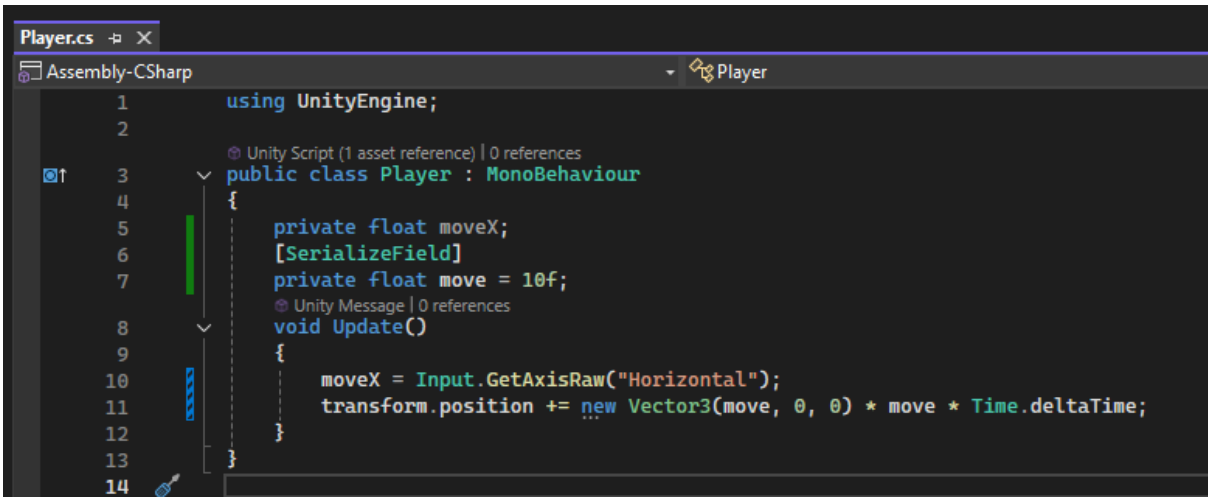 Player.cs
Assembly-CSharp Player
1 using UnityEngine;
2
Unity Script (1 asset reference) | 0 references
3 public class Player : MonoBehaviour
4 {
5 private float moveX;
6 [SerializeField]
7 private float move = 10f;
Unity Message | 0 references
8 void Update()
9 {
10 moveX = Input.GetAxisRaw("Horizontal");
11 transform.position += new Vector3(move, 0, 0) * move * Time.deltaTime;
12 }
13 }
14